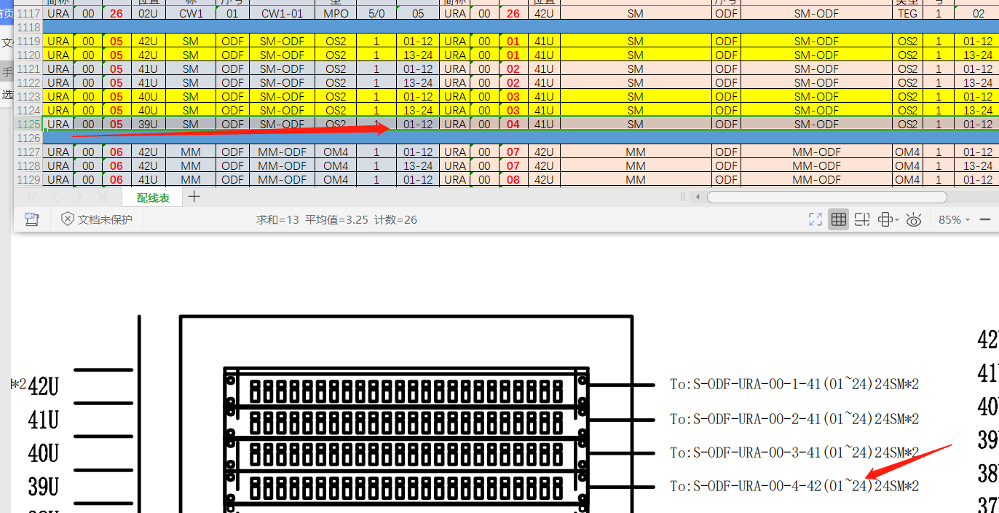 1117 URA 00 26 02U CW1 01 CW1-01 MPO 5/0 05 URA 00 26 42U SM ODF SM-ODF TEG 1 02
1118
1119 URA 00 05 42U SM ODF SM-ODF OS2 1 01-12 URA 00 01 41U SM ODF SM-ODF OS2 1 01-12
1120 URA 00 05 42U SM ODF SM-ODF OS2 1 13-24 URA 00 01 41U SM ODF SM-ODF OS2 1 13-24
1121 URA 00 05 41U SM ODF SM-ODF OS2 1 01-12 URA 00 02 41U SM ODF SM-ODF OS2 1 01-12
1122 URA 00 05 41U SM ODF SM-ODF OS2 1 13-24 URA 00 02 41U SM ODF SM-ODF OS2 1 13-24
1123 URA 00 05 40U SM ODF SM-ODF OS2 1 01-12 URA 00 03 41U SM ODF SM-ODF OS2 1 01-12
1124 URA 00 05 40U SM ODF SM-ODF OS2 1 13-24 URA 00 03 41U SM ODF SM-ODF OS2 1 13-24
1125 URA 00 05 39U SM ODF SM-ODF OS2 01-12 URA 00 04 41U SM ODF SM-ODF OS2 1 01-12
1126
1127 URA 00 06 42U MM ODF MM-ODF OM4 1 01-12 URA 00 07 42U MM ODF MM-ODF OM4 1 01-12
1128 URA 00 06 42U MM ODF MM-ODF OM4 1 13-24 URA 00 07 42U MM ODF MM-ODF OM4 1 13-24
1129 URA 00 06 41U MM ODF MM-ODF OM4 1 01-12 URA 00 08 42U MM ODF MM-ODF OM4 1 01-12
配线表
文档未保护 求和=13 平均值=3.25 计数=26 85%
*2 42U To:S-ODF-URA-00-1-41(01~24)24SM*2
41U To:S-ODF-URA-00-2-41(01~24)24SM*2
40U To:S-ODF-URA-00-3-41(01~24)24SM*2
39U To:S-ODF-URA-00-4-42(01~24)24SM*2
42
41
40
39
38
37